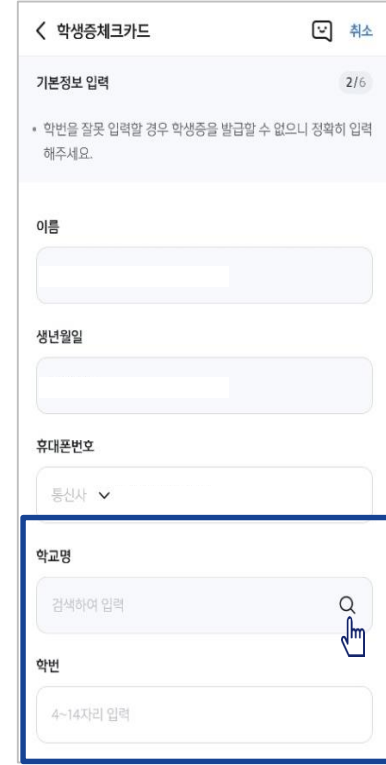 학생증체크카드 취소
기본정보 입력 2/6
• 학번을 잘못 입력할 경우 학생증을 발급할 수 없으니 정확히 입력
해주세요.
이름
생년월일
휴대폰번호
통신사
학교명
검색하여 입력
학번
4~14자리 입력